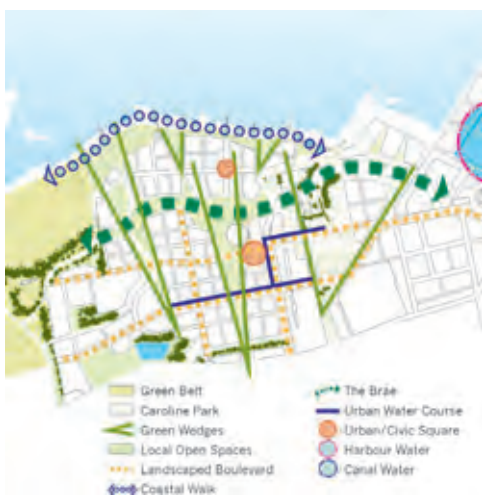 Green Belt
Caroline Park
Green Wedges
Local Open Spaces
Landscaped Boulevard
Coastal Walk
The Brae
Urban Water Course
Urban/Civic Square
Harbour Water
Canal Water